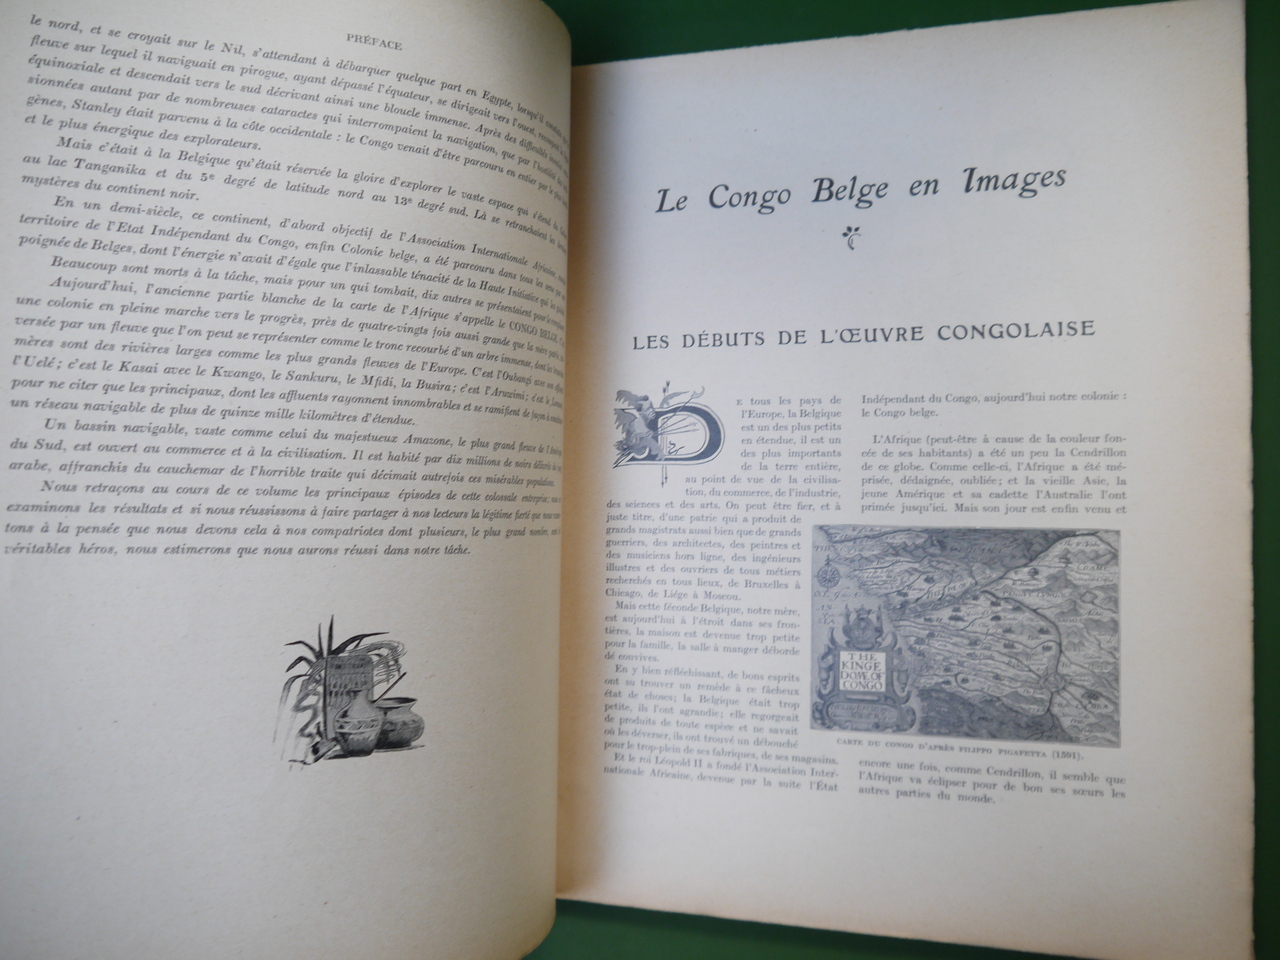 PRÉFACE
le nord, et se croyait sur le Nil, s'attendant à débarquer quelque part en Egypte, lorsqu'il
fleuve sur lequel il naviguait en pirogue, ayant dépassé l'équateur, se dirigeait vers l'ouest,
équinoxiale et descendait vers le sud décrivant ainsi une bloucle immense. Après des difficultés
sionnées autant par de nombreuses cataractes qui interrompaient la navigation, que par l'hostilité
gènes, Stanley était parvenu à la côte occidentale : le Congo venait d'être parcouru en entier par le plus
et le plus énergique des explorateurs.
Mais c'était à la Belgique qu'était réservée la gloire d'explorer le vaste espace qui s'étend
au lac Tanganika et du 5e degré de latitude nord au 13e degré sud. Là se retranchaient les
mystères du continent noir.
En un demi-siècle, ce continent, d'abord objectif de l'Association Internationale Africaine,
territoire de l'Etat Indépendant du Congo, enfin Colonie belge, a été parcouru dans tous les sens par
poignée de Belges, dont l'énergie n'avait d'égale que l'inlassable ténacité de la Haute Initiative qui les
Beaucoup sont morts à la tâche, mais pour un qui tombait, dix autres se présentaient pour le
Aujourd'hui, l'ancienne partie blanche de la carte de l'Afrique s'appelle le CONGO BELGE.
une colonie en pleine marche vers le progrès, près de quatre-vingts fois aussi grande que la mère patrie,
versée par un fleuve que l'on peut se représenter comme le tronc recourbé d'un arbre immense, dont les
mères sont des rivières larges comme les plus grands fleuves de l'Europe. C'est l'Oubangi avec son
l'Uelé; c'est le Kasai avec le Kwango, le Sankuru, le Mfidi, la Busira; c'est l'Aruwimi; c'est le
pour ne citer que les principaux, dont les affluents rayonnent innombrables et se ramifient de façon à
un réseau navigable de plus de quinze mille kilomètres d'étendue.
Un bassin navigable, vaste comme celui du majestueux Amazone, le plus grand fleuve de
du Sud, est ouvert au commerce et à la civilisation. Il est habité par dix millions de noirs délivrés du
arabe, affranchis du cauchemar de l'horrible traite qui décimait autrefois ces misérables populations.
Nous retraçons au cours de ce volume les principaux épisodes de cette colossale entreprise;
examinons les résultats et si nous réussissons à faire partager à nos lecteurs la légitime fierté que nous
tons à la pensée que nous devons cela à nos compatriotes dont plusieurs, le plus grand nombre,
véritables héros, nous estimerons que nous aurons réussi dans notre tâche.
Le Congo Belge en Images
LES DÉBUTS DE L'ŒUVRE CONGOLAISE
DE tous les pays de
l'Europe, la Belgique
est un des plus petits
en étendue, il est un
des plus importants
de la terre entière,
au point de vue de la civilisa-
tion, du commerce, de l'industrie,
des sciences et des arts. On peut être fier, et à
juste titre, d'une patrie qui a produit de
grands magistrats aussi bien que de grands
guerriers, des architectes, des peintres et
des musiciens hors ligne, des ingénieurs
illustres et des ouvriers de tous métiers
recherchés en tous lieux, de Bruxelles à
Chicago, de Liége à Moscou.
Mais cette féconde Belgique, notre mère,
est aujourd'hui à l'étroit dans ses fron-
tières, la maison est devenue trop petite
pour la famille, la salle à manger déborde
de convives.
En y bien réfléchissant, de bons esprits
ont su trouver un remède à ce fâcheux
état de choses; la Belgique était trop
petite, ils l'ont agrandie; elle regorgeait
de produits de toute espèce et ne savait
où les déverser, ils ont trouvé un débouché
pour le trop-plein de ses fabriques, de ses magasins.
Et le roi Léopold II a fondé l'Association Inter-
nationale Africaine, devenue par la suite l'État
Indépendant du Congo, aujourd'hui notre colonie :
le Congo belge.
L'Afrique (peut-être à cause de la couleur fon-
cée de ses habitants) a été un peu la Cendrillon
de ce globe. Comme celle-ci, l'Afrique a été mé-
prisée, dédaignée, oubliée; et la vieille Asie, la
jeune Amérique et sa cadette l'Australie l'ont
primée jusqu'ici. Mais son jour est enfin venu et
THE
KINGE
DOME OF
CONGO
CARTE DU CONGO D'APRÈS FILIPPO PIGAFETTA (1591).
encore une fois, comme Cendrillon, il semble que
l'Afrique va éclipser pour de bon ses sœurs les
autres parties du monde.